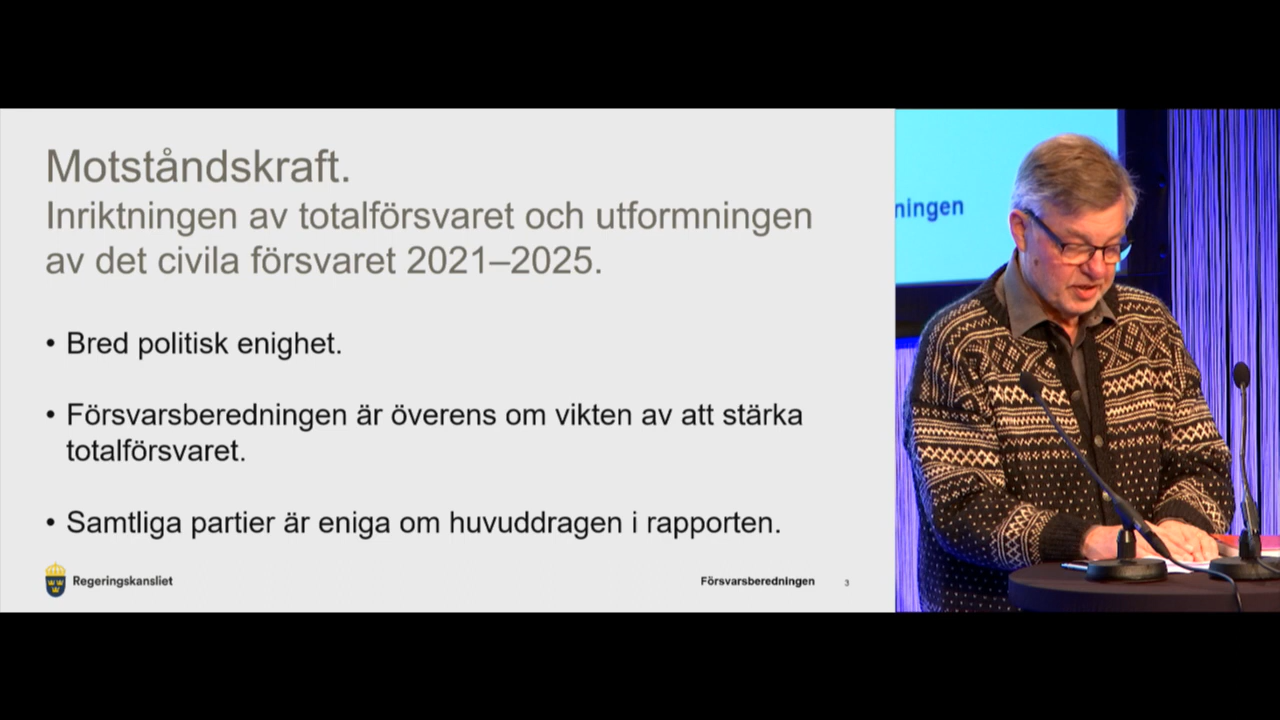 Motståndskraft.
Inriktningen av totalförsvaret och utformningen
av det civila försvaret 2021–2025.
• Bred politisk enighet.
• Försvarsberedningen är överens om vikten av att stärka
totalförsvaret.
• Samtliga partier är eniga om huvuddragen i rapporten.
Regeringskansliet
Försvarsberedningen 3
ningen